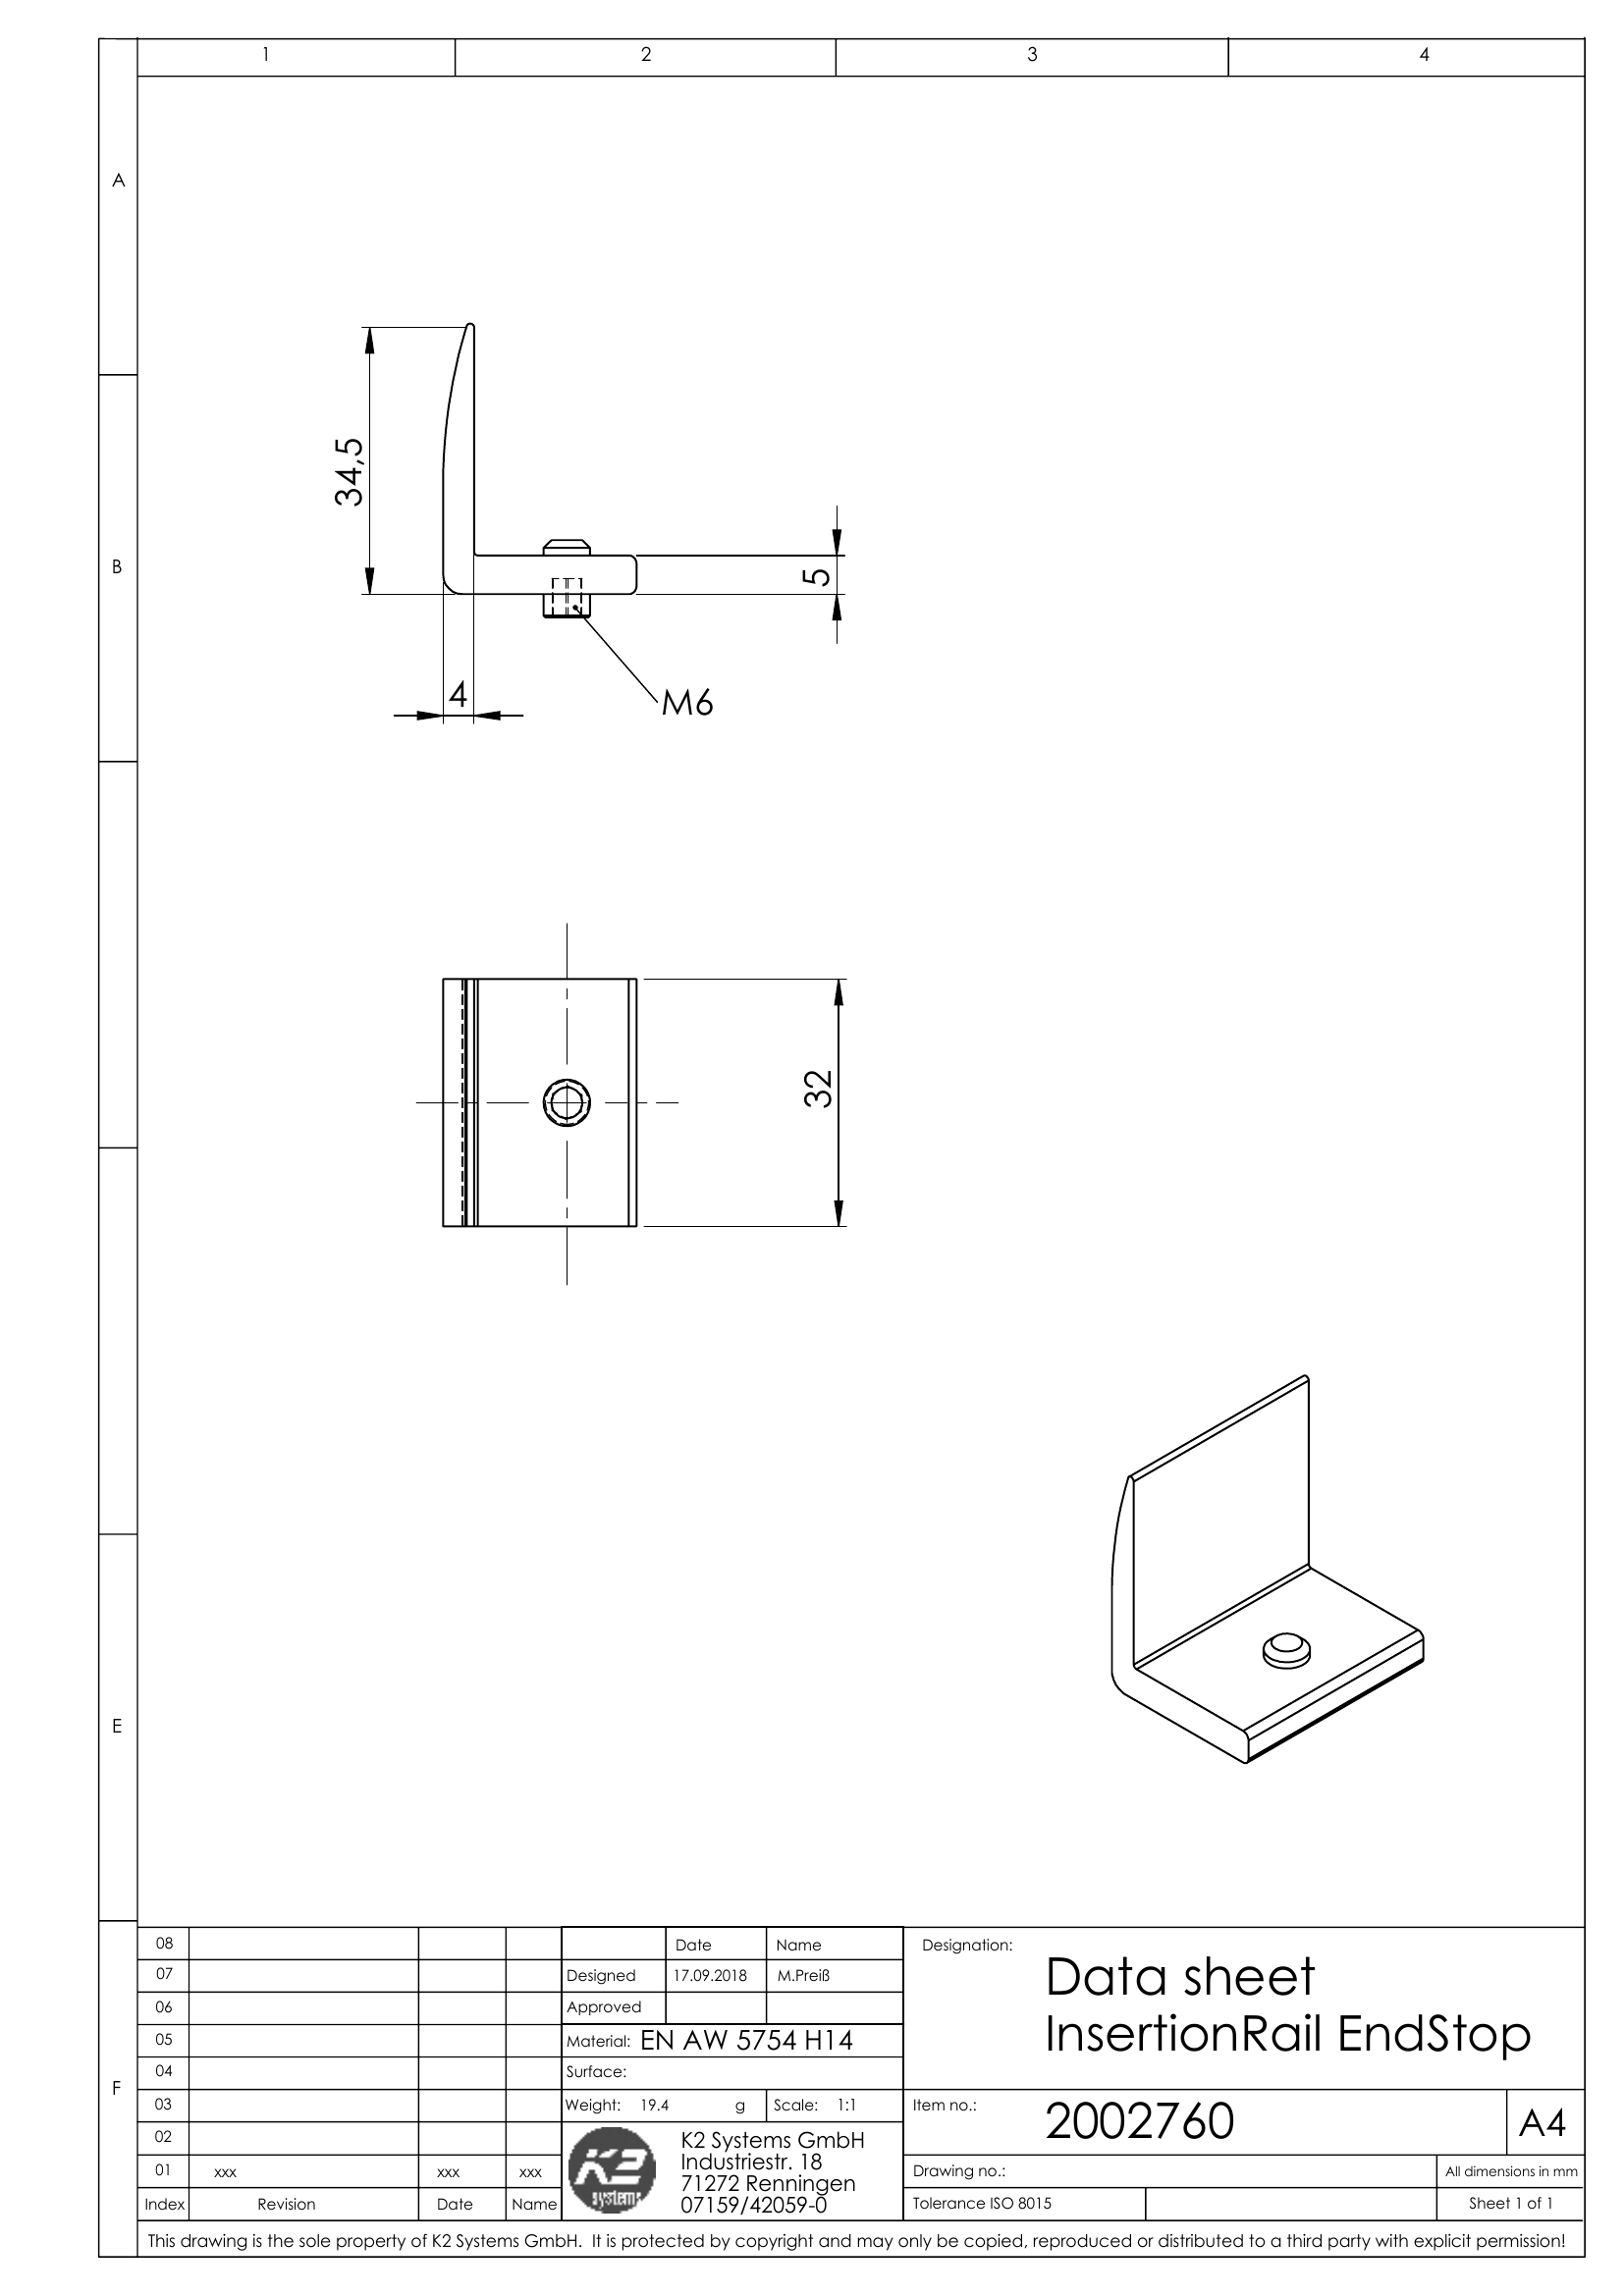 1 2 3 4
A
B
E
F
34,5
5
4
M6
32
08
07
06
05
04
03
02
01 xxx xxx xxx
Index Revision Date Name
Date Name
Designed 17.09.2018 M.Preiß
Approved
Material: EN AW 5754 H14
Surface:
Weight: 19.4 g Scale: 1:1
K2
systems
K2 Systems GmbH
Industriestr. 18
71272 Renningen
07159/42059-0
Designation:
Data sheet
InsertionRail EndStop
Item no.: 2002760 A4
Drawing no.: All dimensions in mm
Tolerance ISO 8015 Sheet 1 of 1
This drawing is the sole property of K2 Systems GmbH. It is protected by copyright and may only be copied, reproduced or distributed to a third party with explicit permission!